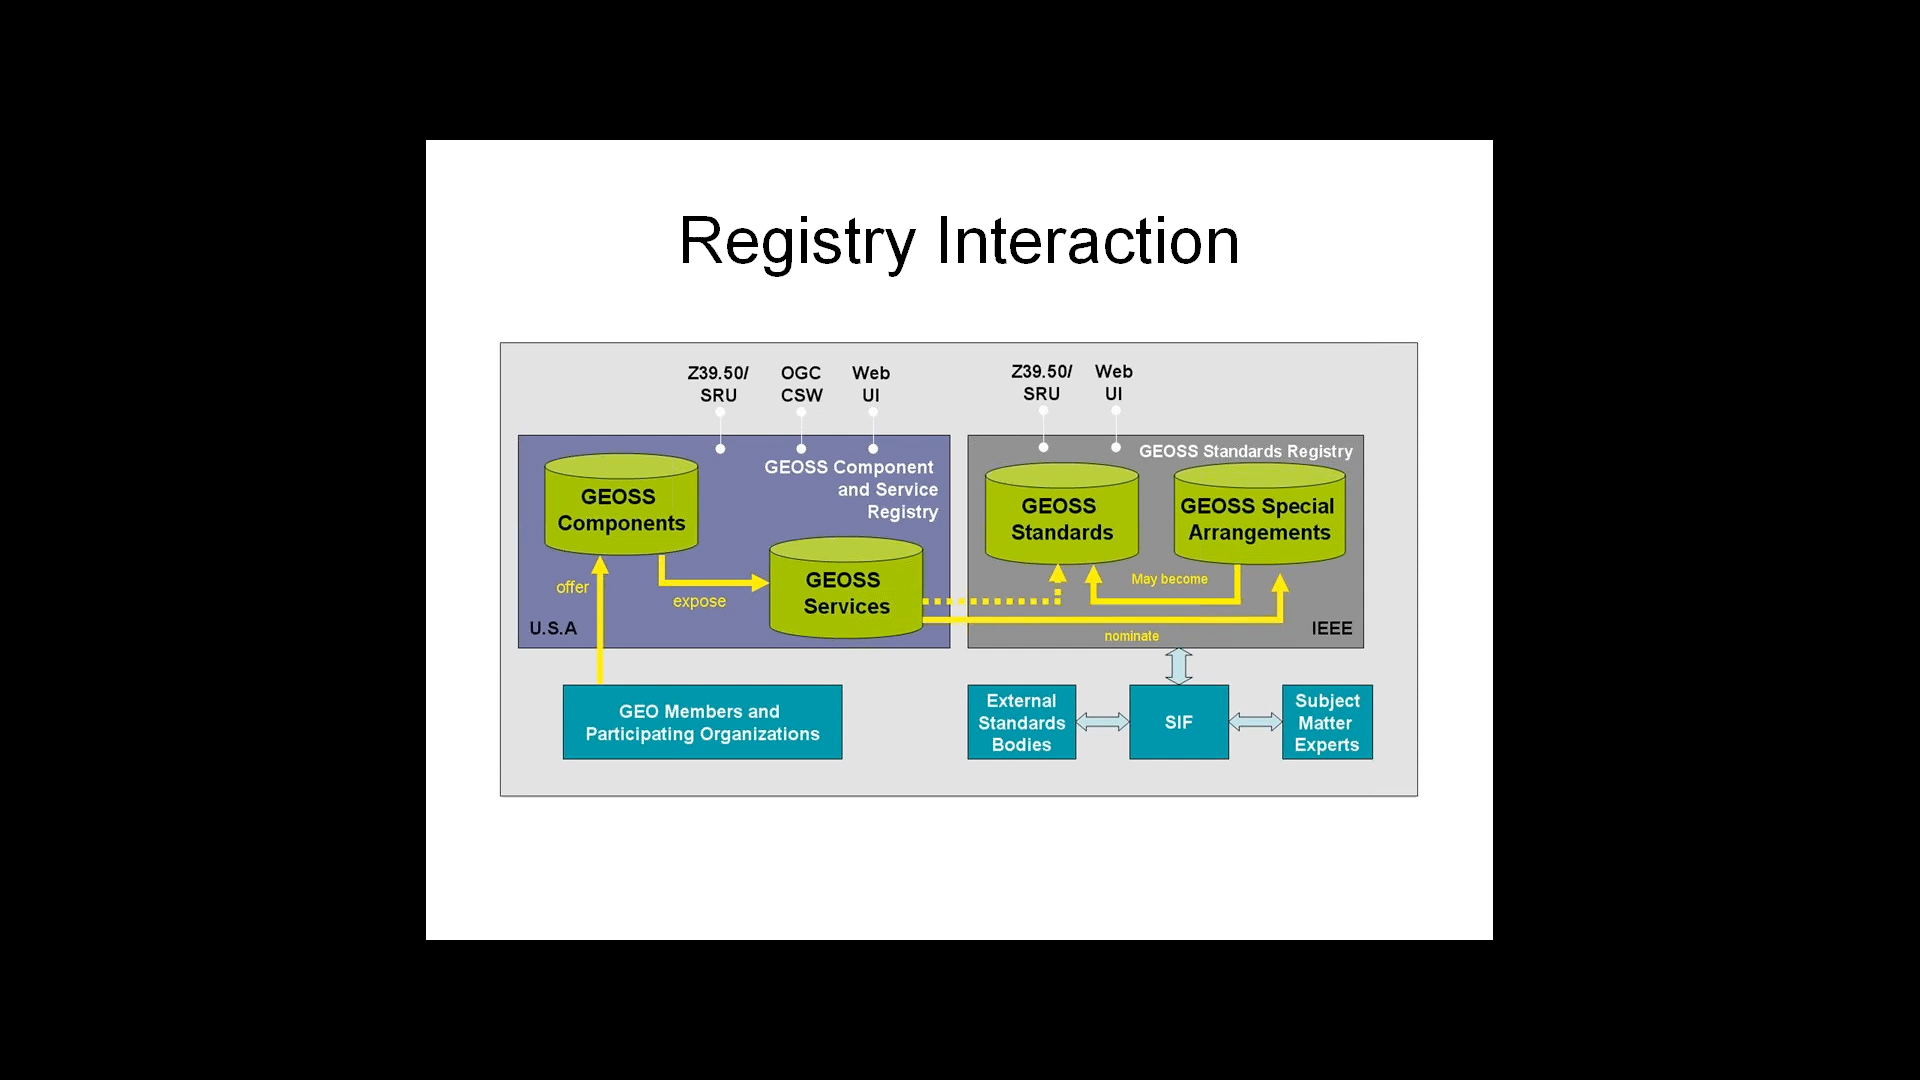 Registry Interaction
Z39.50/
SRU
OGC
CSW
Web
UI
Z39.50/
SRU
Web
UI
GEOSS Component
and Service
Registry
GEOSS
Components
GEOSS
Services
offer
expose
U.S.A
GEOSS Standards Registry
GEOSS
Standards
GEOSS Special
Arrangements
May become
nominate
IEEE
GEO Members and
Participating Organizations
External
Standards
Bodies
SIF
Subject
Matter
Experts